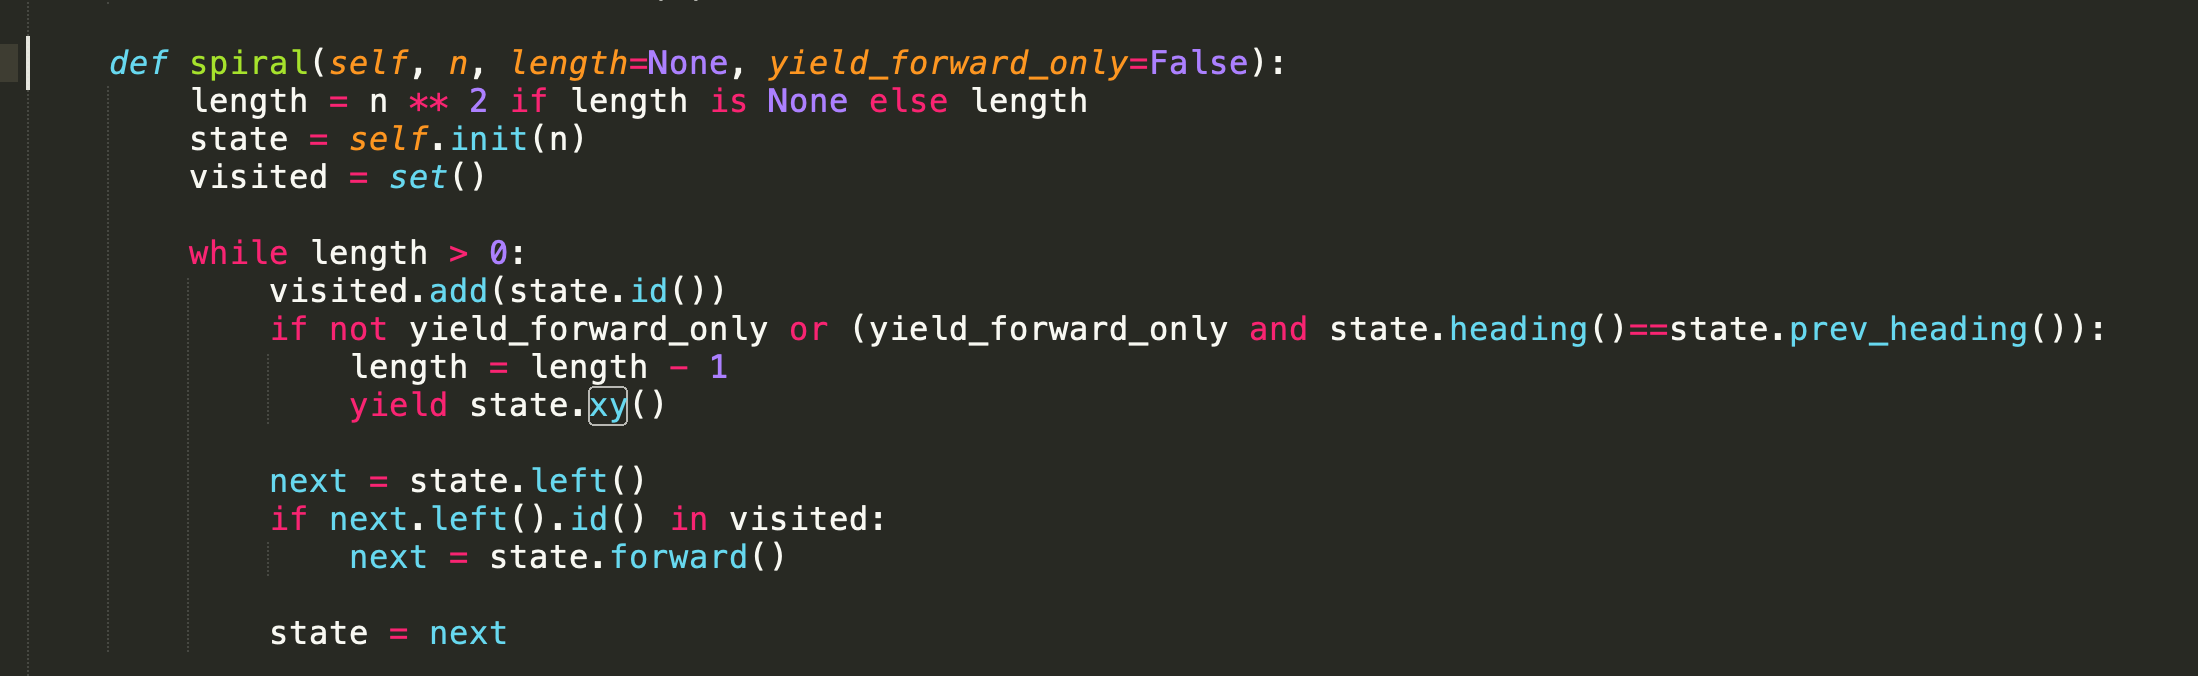 def spiral(self, n, length=None, yield_forward_only=False):
    length = n ** 2 if length is None else length
    state = self.init(n)
    visited = set()
    while length > 0:
        visited.add(state.id())
        if not yield_forward_only or (yield_forward_only and state.heading()==state.prev_heading()):
            length = length - 1
            yield state.xy()
        next = state.left()
        if next.left().id() in visited:
            next = state.forward()
        state = next